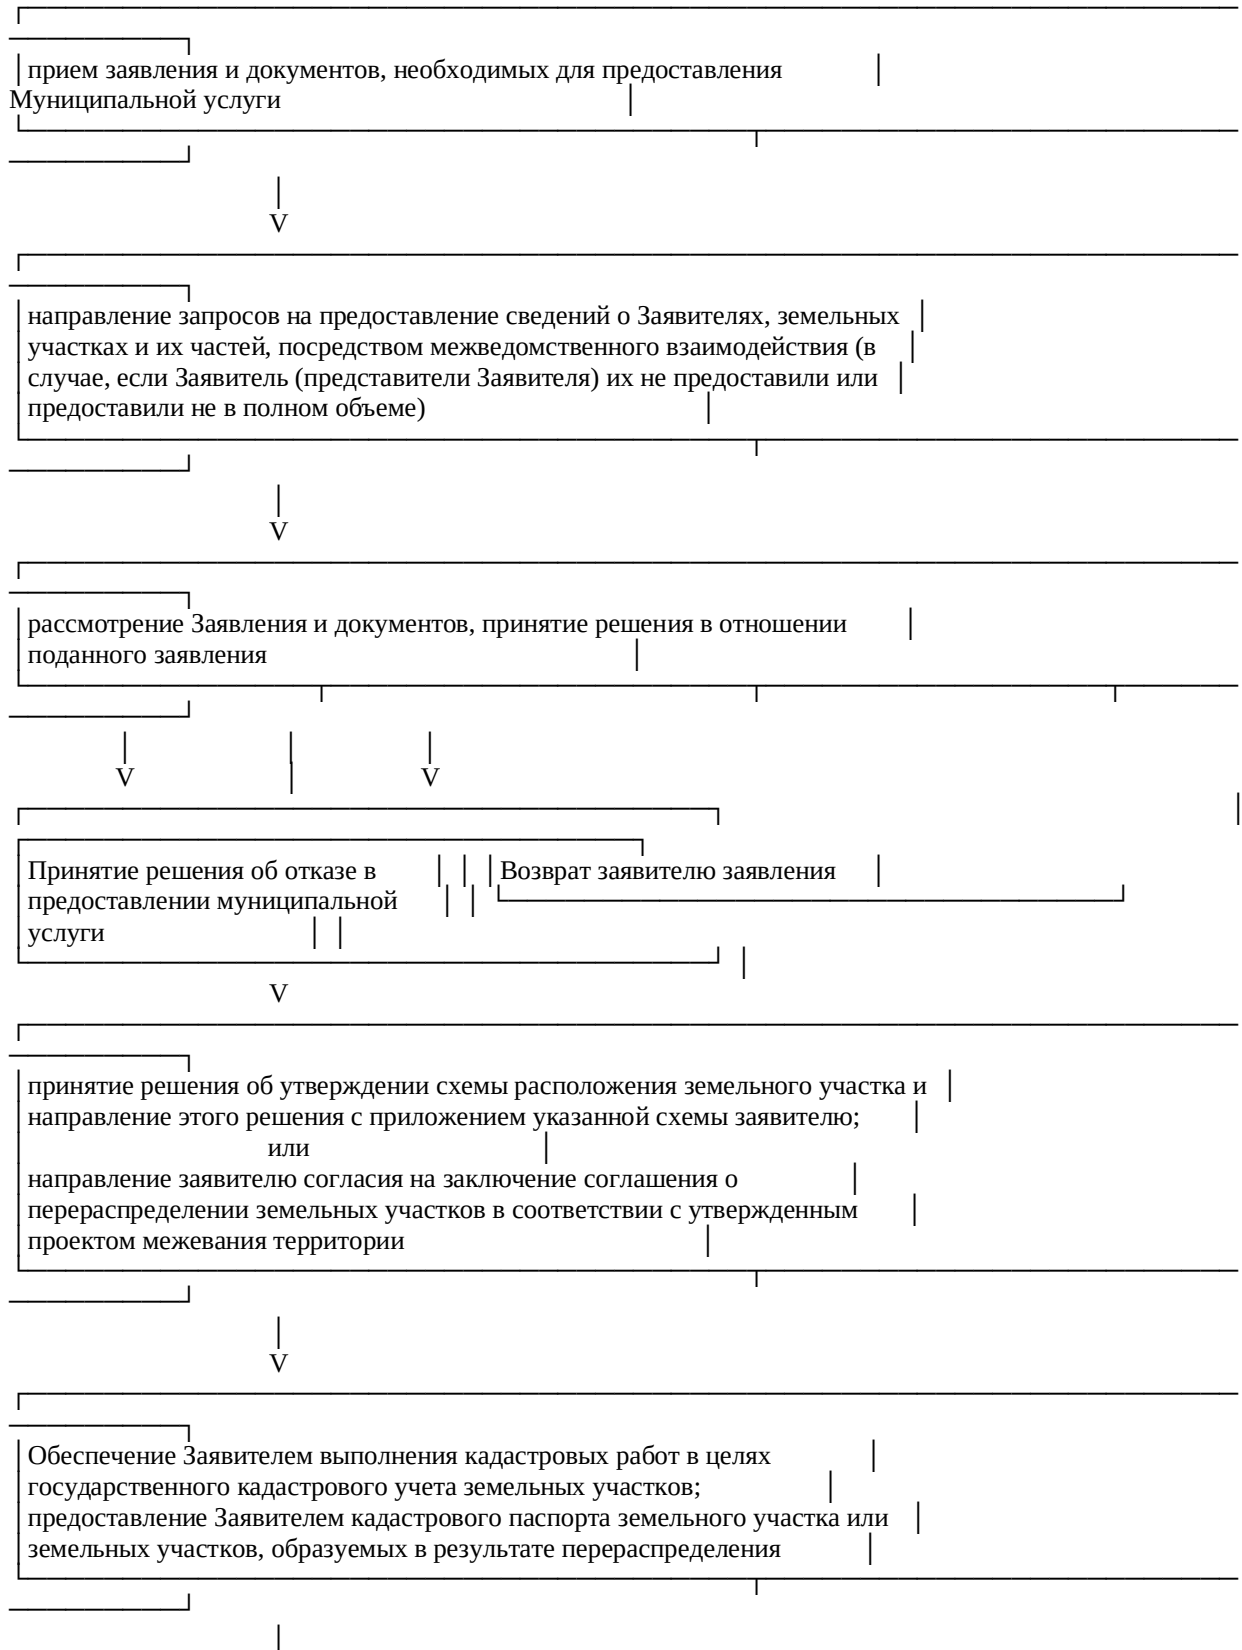 прием заявления и документов, необходимых для предоставления
Муниципальной услуги
V
направление запросов на предоставление сведений о Заявителях, земельных
участках и их частей, посредством межведомственного взаимодействия (в
случае, если Заявитель (представители Заявителя) их не предоставили или
предоставили не в полном объеме)
V
рассмотрение Заявления и документов, принятие решения в отношении
поданного заявления
V V
Принятие решения об отказе в Возврат заявителю заявления
предоставлении муниципальной
услуги
V
принятие решения об утверждении схемы расположения земельного участка и
направление этого решения с приложением указанной схемы заявителю;
или
направление заявителю согласия на заключение соглашения о
перераспределении земельных участков в соответствии с утвержденным
проектом межевания территории
V
Обеспечение Заявителем выполнения кадастровых работ в целях
государственного кадастрового учета земельных участков;
предоставление Заявителем кадастрового паспорта земельного участка или
земельных участков, образуемых в результате перераспределения